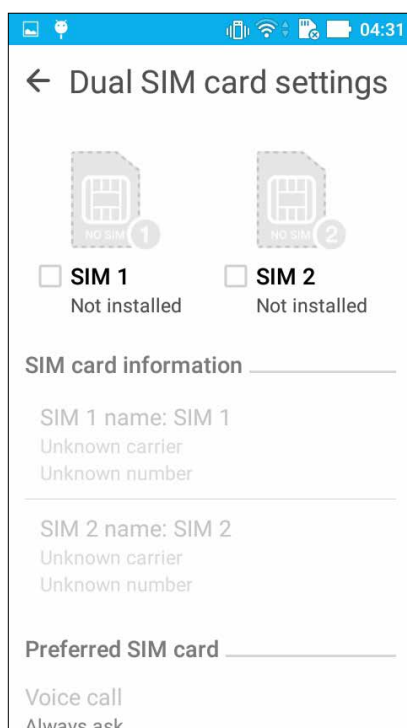 04:31
Dual SIM card settings
NO SIM 1 NO SIM 2
SIM 1 SIM 2
Not installed Not installed
SIM card information
SIM 1 name: SIM 1
Unknown carrier
Unknown number
SIM 2 name: SIM 2
Unknown carrier
Unknown number
Preferred SIM card
Voice call
Always ask